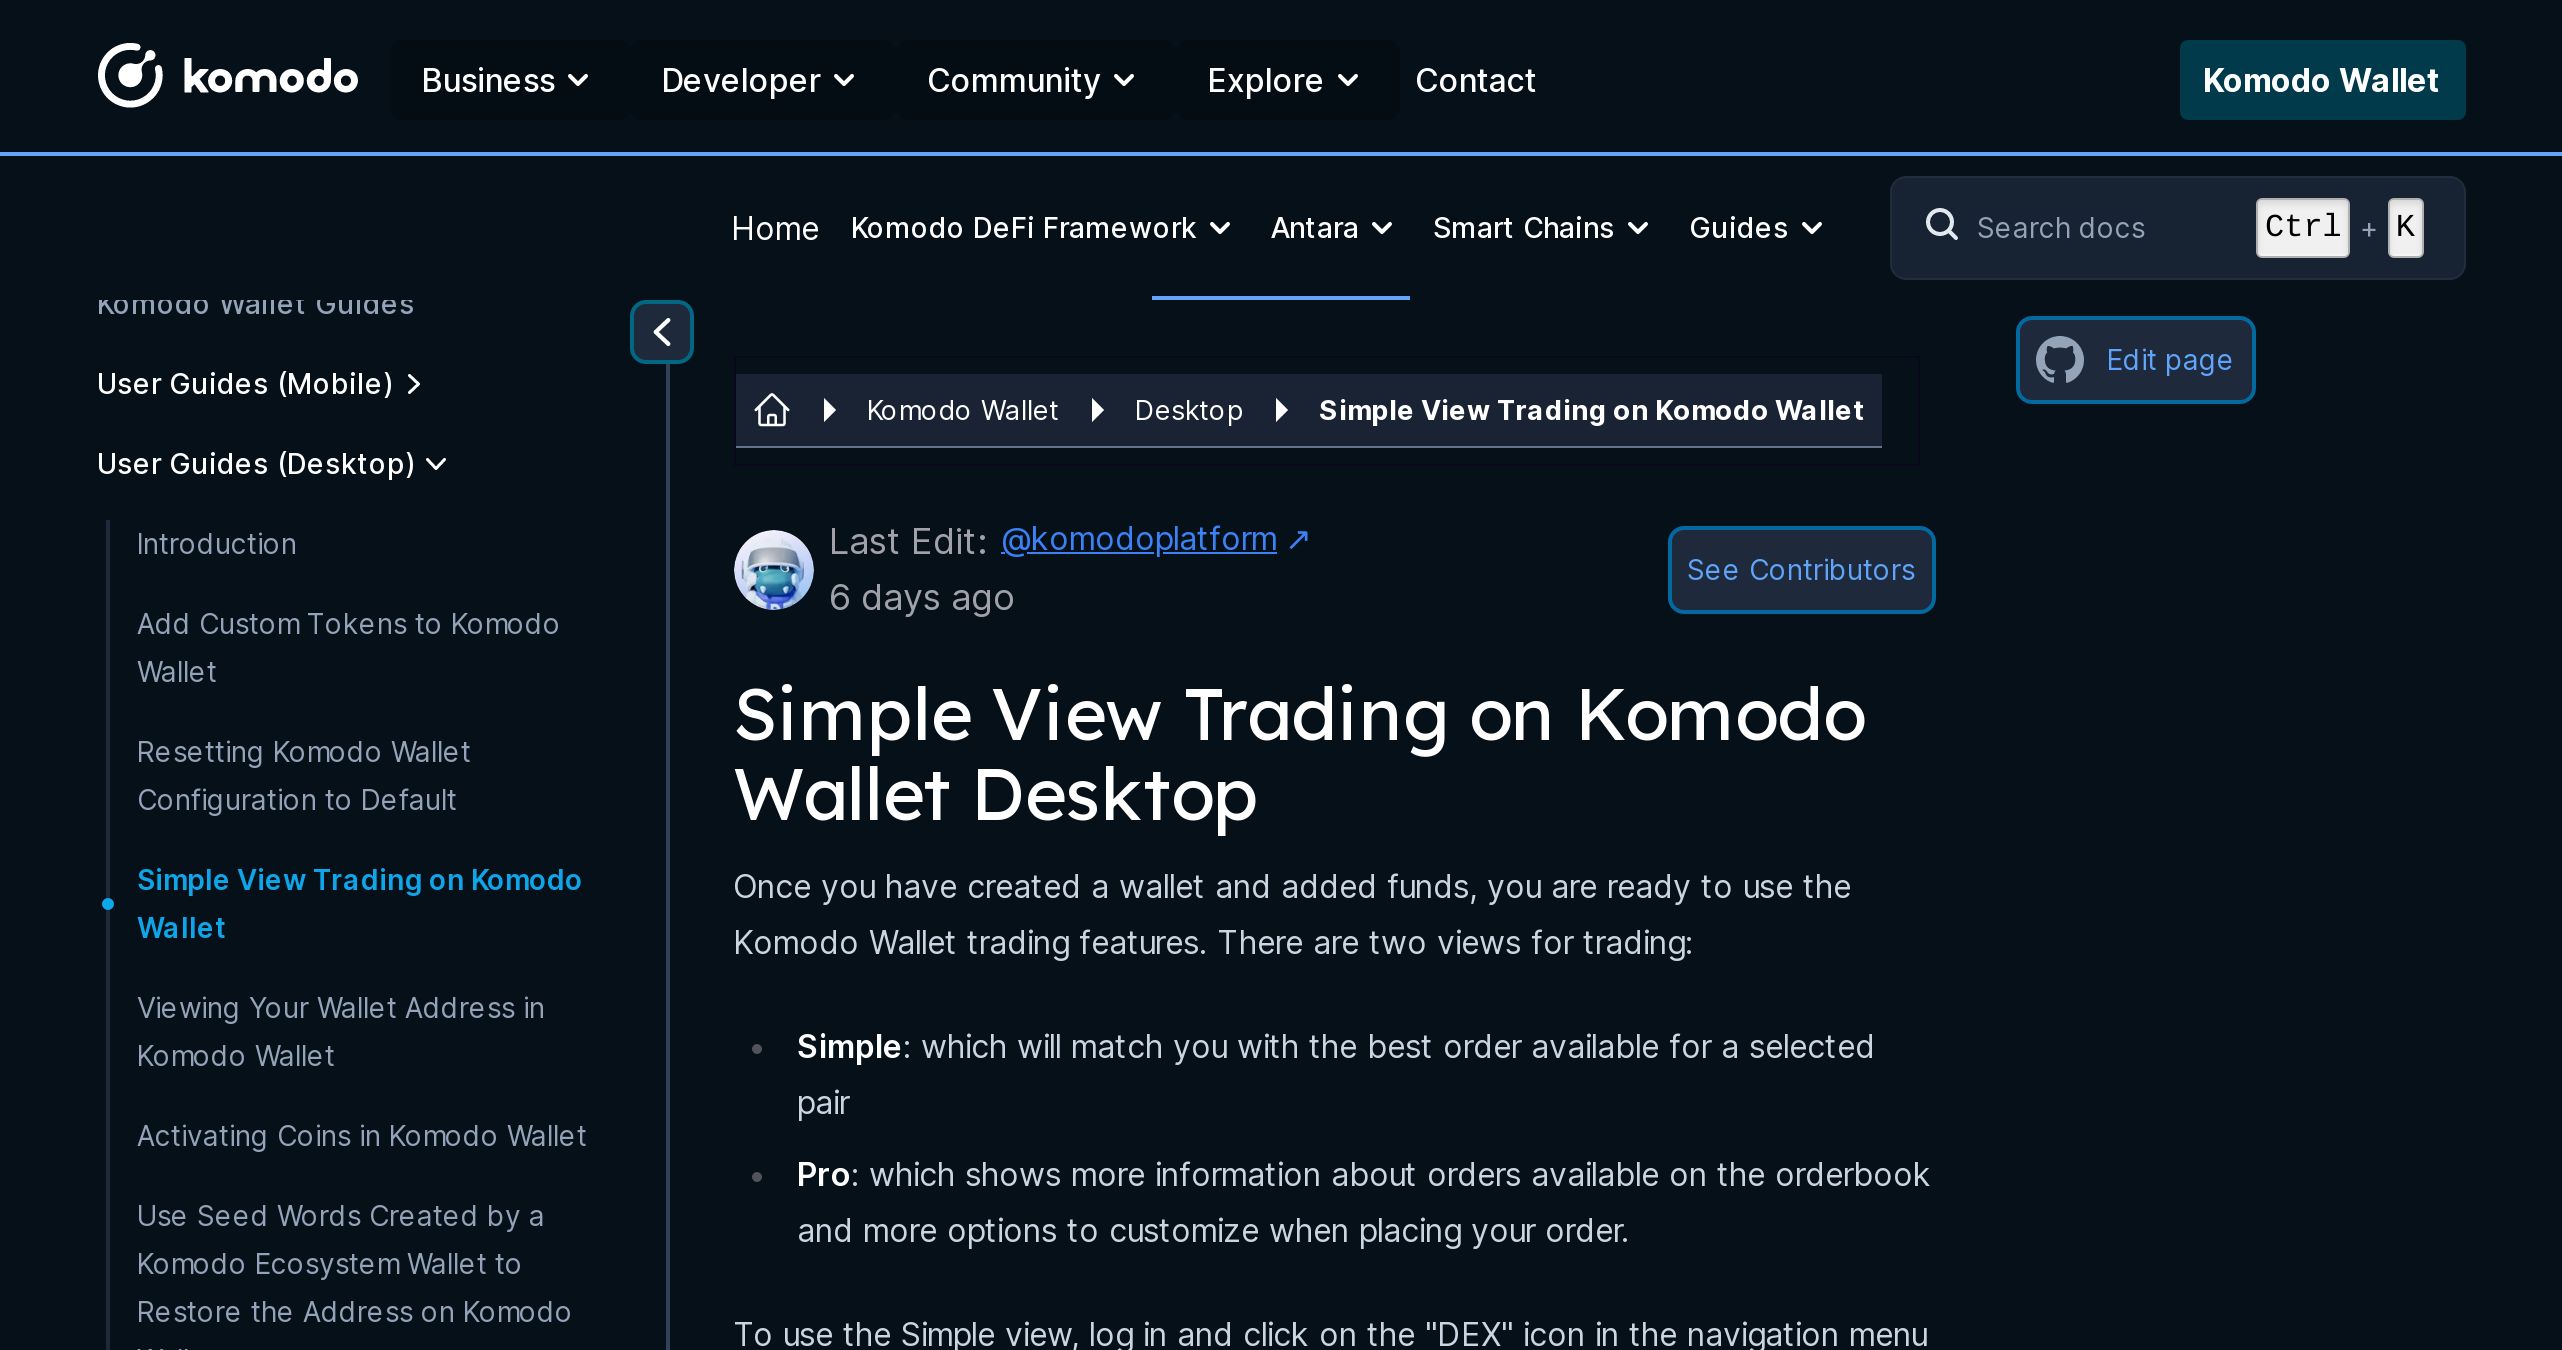 komodo
Business
Developer
Community
Explore
Contact
Komodo Wallet
Home
Komodo DeFi Framework
Antara
Smart Chains
Guides
Search docs
Ctrl + K
Komodo Wallet Guides
User Guides (Mobile)
User Guides (Desktop)
Introduction
Add Custom Tokens to Komodo
Wallet
Resetting Komodo Wallet
Configuration to Default
Simple View Trading on Komodo
Wallet
Viewing Your Wallet Address in
Komodo Wallet
Activating Coins in Komodo Wallet
Use Seed Words Created by a
Komodo Ecosystem Wallet to
Restore the Address on Komodo
Komodo Wallet
Desktop
Simple View Trading on Komodo Wallet
Edit page
Last Edit: @komodoplatform ↗
6 days ago
See Contributors
Simple View Trading on Komodo
Wallet Desktop
Once you have created a wallet and added funds, you are ready to use the
Komodo Wallet trading features. There are two views for trading:
Simple: which will match you with the best order available for a selected
pair
Pro: which shows more information about orders available on the orderbook
and more options to customize when placing your order.
To use the Simple view, log in and click on the "DEX" icon in the navigation menu